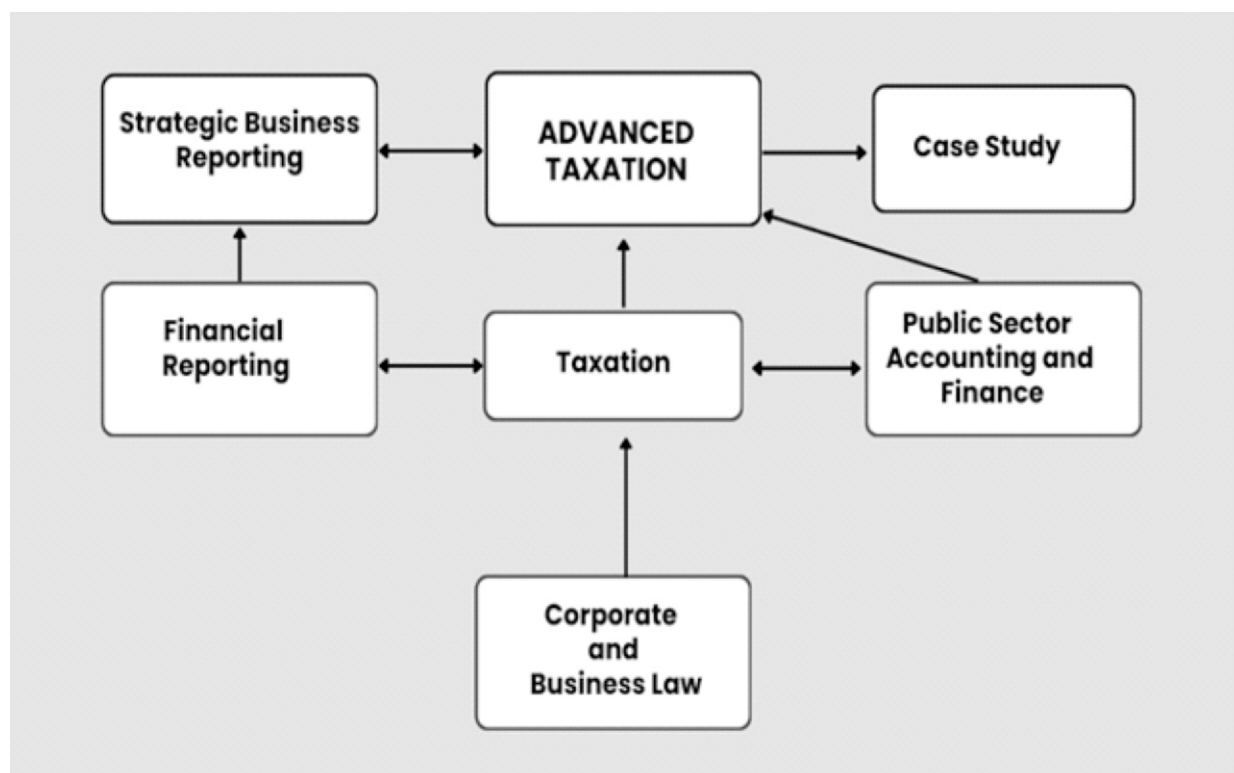 Strategic Business
Reporting
ADVANCED
TAXATION
Case Study
Financial
Reporting
Taxation
Public Sector
Accounting and
Finance
Corporate
and
Business Law